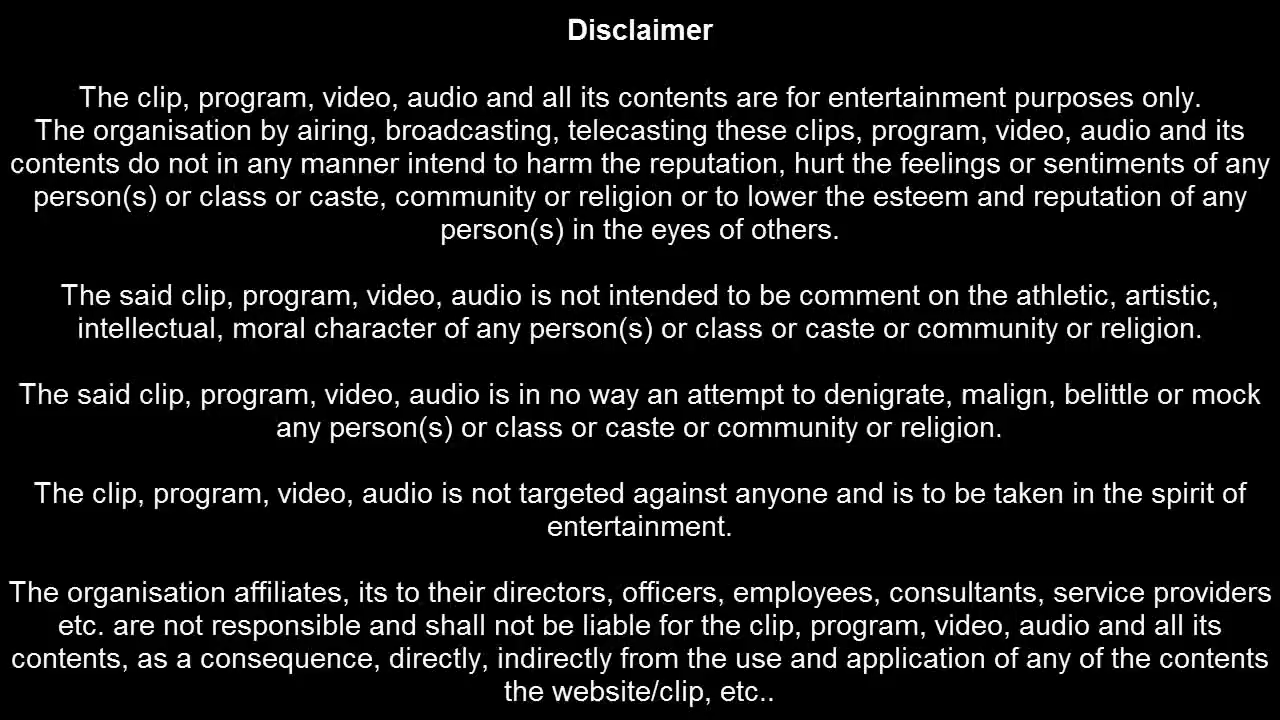 Disclaimer
The clip, program, video, audio and all its contents are for entertainment purposes only.
The organisation by airing, broadcasting, telecasting these clips, program, video, audio and its
contents do not in any manner intend to harm the reputation, hurt the feelings or sentiments of any
person(s) or class or caste, community or religion or to lower the esteem and reputation of any
person(s) in the eyes of others.
The said clip, program, video, audio is not intended to be comment on the athletic, artistic,
intellectual, moral character of any person(s) or class or caste or community or religion.
The said clip, program, video, audio is in no way an attempt to denigrate, malign, belittle or mock
any person(s) or class or caste or community or religion.
The clip, program, video, audio is not targeted against anyone and is to be taken in the spirit of
entertainment.
The organisation affiliates, its to their directors, officers, employees, consultants, service providers
etc. are not responsible and shall not be liable for the clip, program, video, audio and all its
contents, as a consequence, directly, indirectly from the use and application of any of the contents
the website/clip, etc..